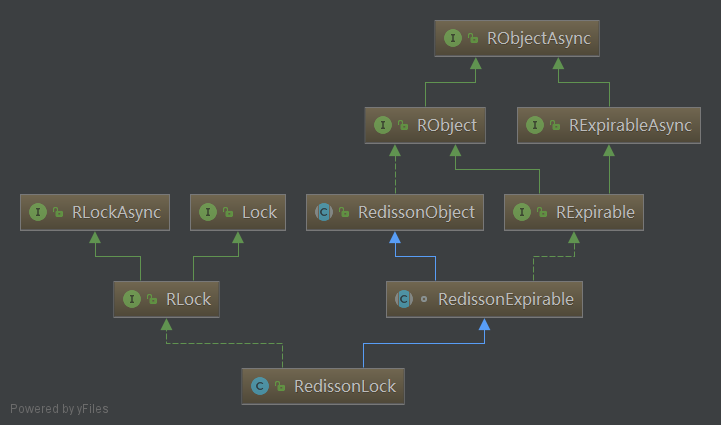 I RObjectAsync
I RObject
I RExpirableAsync
I RLockAsync
I Lock
C RedissonObject
I RExpirable
I RLock
C RedissonExpirable
C RedissonLock
Powered by yFiles